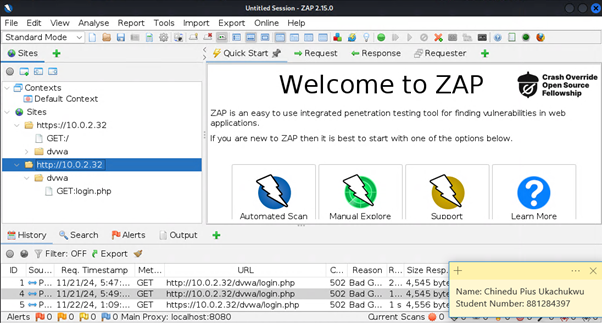 Untitled Session - ZAP 2.15.0
File Edit View Analyse Report Tools Import Export Online Help
Standard Mode
Sites
Quick Start Request Response Requester
Contexts
Default Context
Sites
https://10.0.2.32
GET:/
dvwa
http://10.0.2.32
dvwa
GET:login.php
Welcome to ZAP
Crash Override
Open Source
Fellowship
ZAP is an easy to use integrated penetration testing tool for finding vulnerabilities in web
applications.
If you are new to ZAP then it is best to start with one of the options below.
Automated Scan Manual Explore Support Learn More
History Search Alerts Output
Filter: OFF Export
ID Sou... Req. Timestamp Met... URL C... Reason R... Size Resp.
1 P... 11/21/24, 5:47:... GET http://10.0.2.32/dvwa/login.php 502 Bad G... 2... 4,545 byte
4 P... 11/21/24, 5:49:... GET http://10.0.2.32/dvwa/login.php 502 Bad G... 4,545 byte
5 P... 11/22/24, 1:09:... GET https://10.0.2.32/dvwa/login.php 502 Bad G... 1 s 4,556 byte
Name: Chinedu Pius Ukachukwu
Student Number: 881284397
Alerts 0 0 0 0 Main Proxy: localhost:8080 Current Scans 0